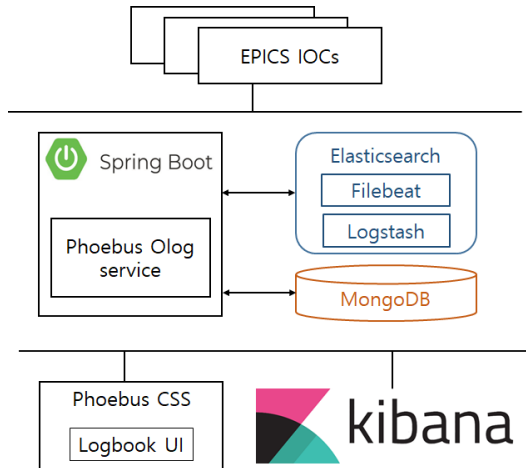 EPICS IOCs
Spring Boot
Phoebus Olog
service
Elasticsearch
Filebeat
Logstash
MongoDB
Phoebus CSS
Logbook UI
kibana